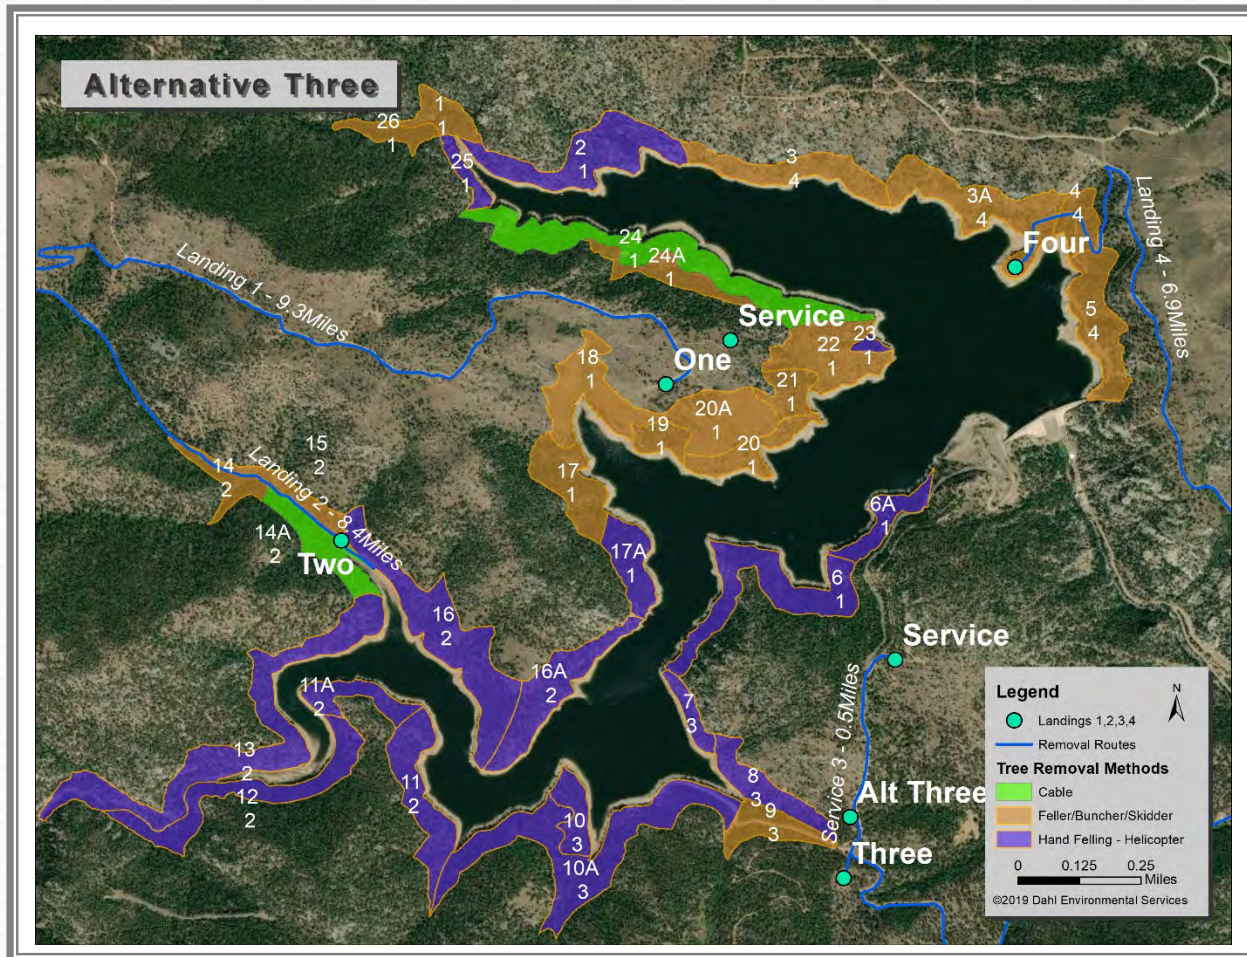 Alternative Three
1
1
26
1
25
1
2
1
3
4
3A
4
4
4
Four
Landing 4 - 6.9Miles
5
4
24
1
24A
1
Landing 1 - 9.3Miles
Service
One
23
1
22
1
21
1
18
1
20A
1
19
1
20
1
17
1
15
2
14
2
Landing 2 - 8.4Miles
14A
2
Two
17A
1
6A
1
6
1
16
2
16A
2
Service
11A
2
7
3
Service 3 - 0.5Miles
13
2
12
2
11
2
8
3
9
3
Alt Three
10
3
10A
3
Three
Legend
N
Landings 1,2,3,4
Removal Routes
Tree Removal Methods
Cable
Feller/Buncher/Skidder
Hand Felling - Helicopter
0 0.125 0.25
Miles
©2019 Dahl Environmental Services